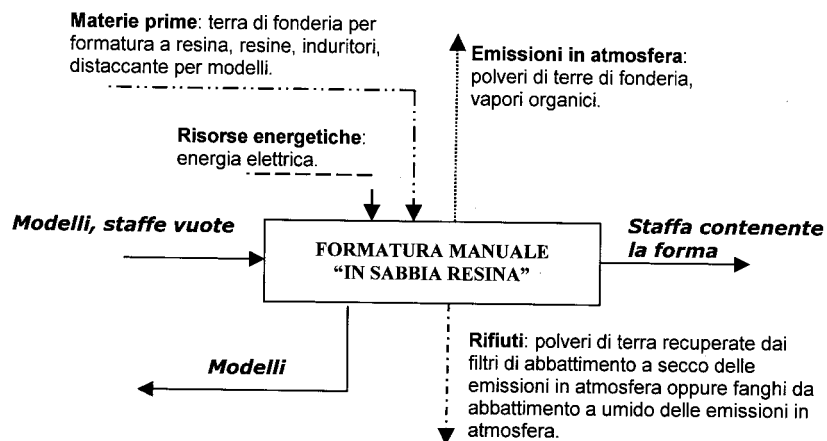 Materie prime: terra di fonderia per
formatura a resina, resine, induritori,
distaccante per modelli.
Emissioni in atmosfera:
polveri di terre di fonderia,
vapori organici.
Risorse energetiche:
energia elettrica.
Modelli, staffe vuote
FORMATURA MANUALE
“IN SABBIA RESINA”
Staffa contenente
la forma
Modelli
Rifiuti: polveri di terra recuperate dai
filtri di abbattimento a secco delle
emissioni in atmosfera oppure fanghi da
abbattimento a umido delle emissioni in
atmosfera.